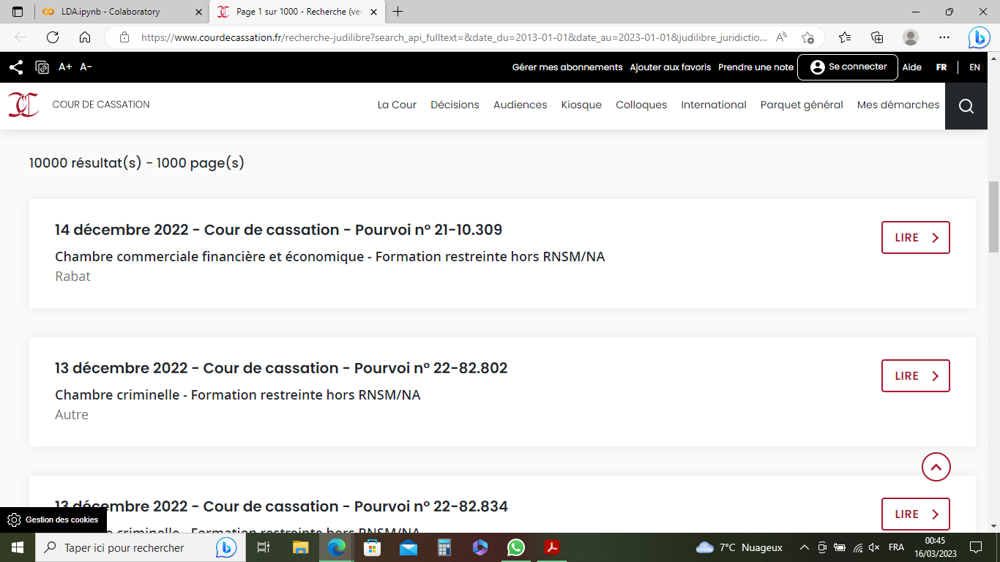 LDA.ipynb - Colaboratory
Page 1 sur 1000 - Recherche (ver
https://www.courdecassation.fr/recherche-judilibre?search_api_fulltext=&date_du=2013-01-01&date_au=2023-01-01&judilibre_juridictio...
A+ A- Gérer mes abonnements Ajouter aux favoris Prendre une note Se connecter Aide FR EN
COUR DE CASSATION La Cour Décisions Audiences Kiosque Colloques International Parquet général Mes démarches
10000 résultat(s) - 1000 page(s)
14 décembre 2022 - Cour de cassation - Pourvoi n° 21-10.309
LIRE
Chambre commerciale financière et économique - Formation restreinte hors RNSM/NA
Rabat
13 décembre 2022 - Cour de cassation - Pourvoi n° 22-82.802
LIRE
Chambre criminelle - Formation restreinte hors RNSM/NA
Autre
13 décembre 2022 - Cour de cassation - Pourvoi n° 22-82.834
LIRE
Gestion des cookies
criminelle - Formation restreinte hors RNSM/NA
Taper ici pour rechercher
7°C Nuageux
FRA
00:45
16/03/2023